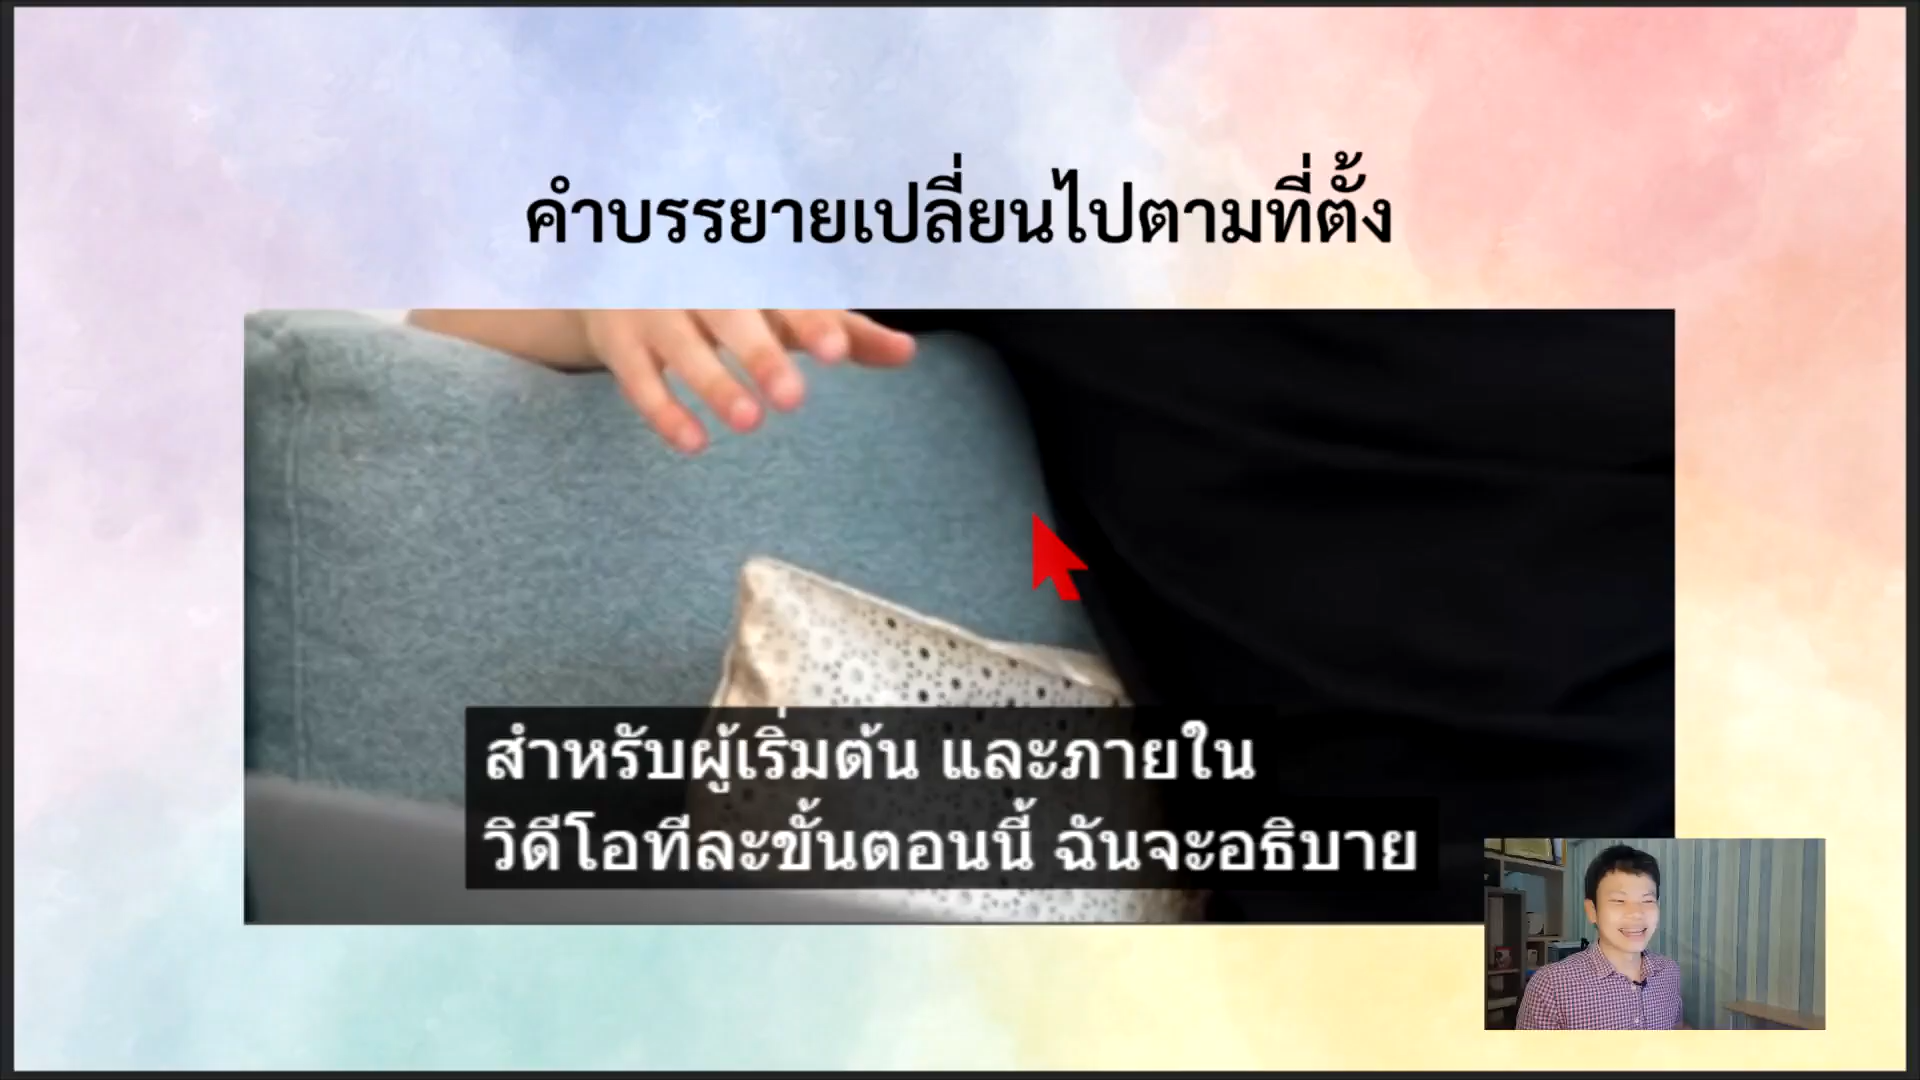 คำบรรยายเปลี่ยนไปตามที่ตั้ง
สำหรับผู้เริ่มต้น และภายใน
วิดีโอทีละขั้นตอนนี้ ฉันจะอธิบาย